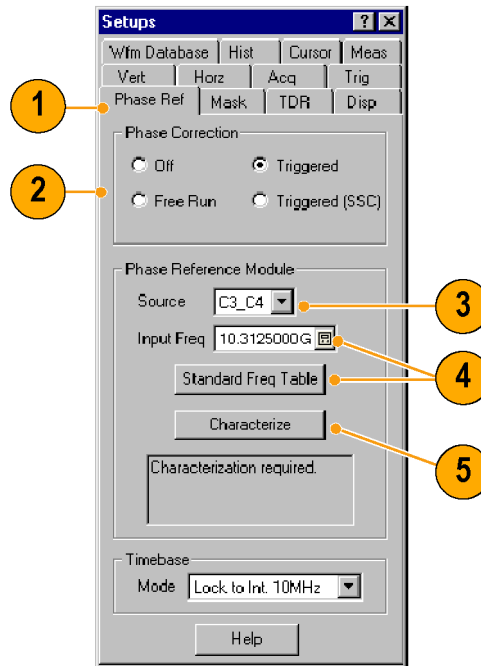 Setups
Wfm Database Hist Cursor Meas
Vert Horz Acq Trig
Phase Ref Mask TDR Disp
1
Phase Correction
Off Triggered
2
Free Run Triggered (SSC)
Phase Reference Module
Source C3_C4
3
Input Freq 10.3125000G
4
Standard Freq Table
Characterize
5
Characterization required.
Timebase
Mode Lock to Int. 10MHz
Help